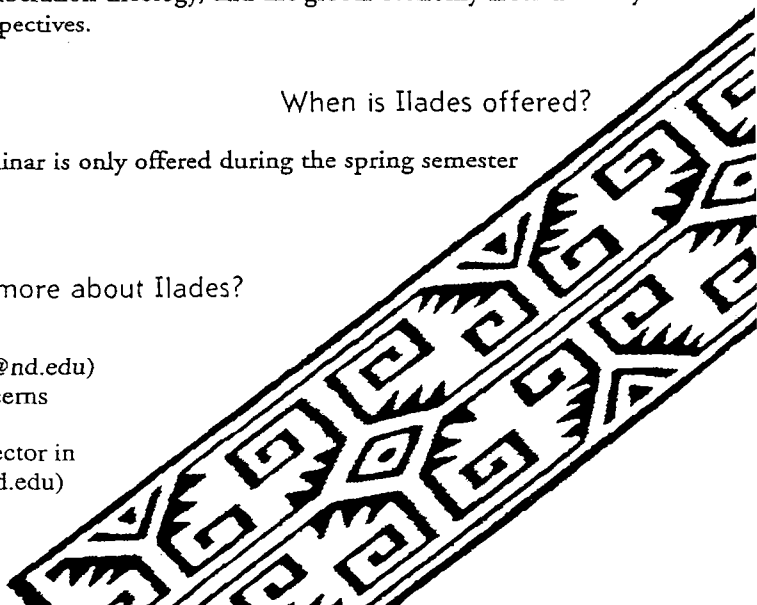 pectives.
When is Ilades offered?
inar is only offered during the spring semester
more about Ilades?
@nd.edu)
erns
ector in
d.edu)